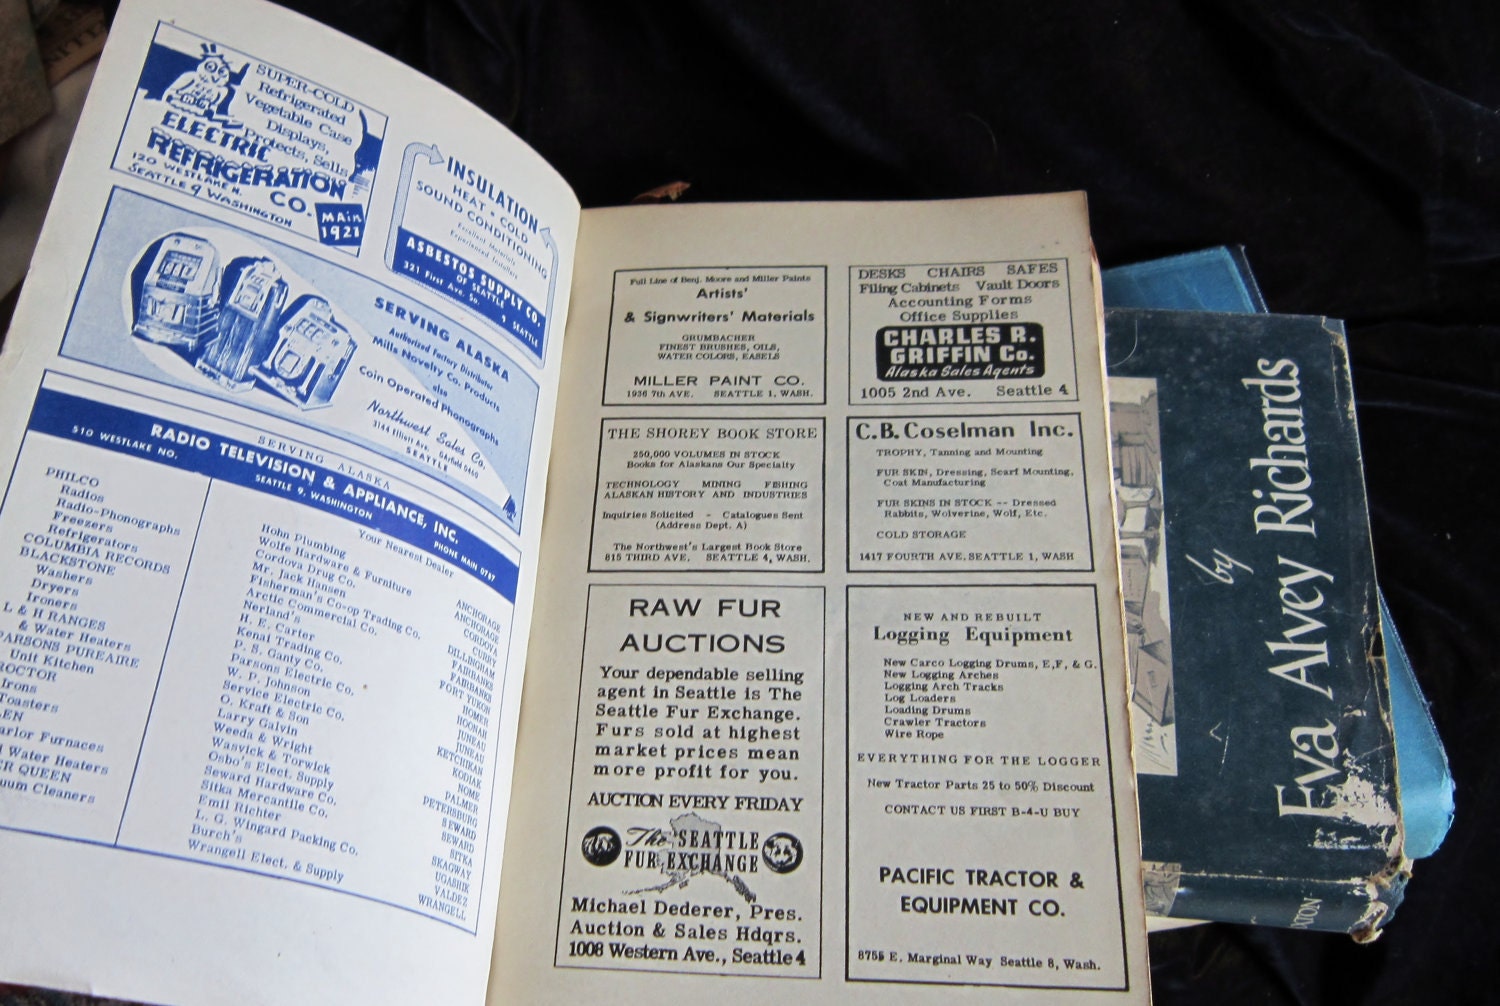 SUPER-COLD
Refrigerated
Vegetable Case
Displays,
Protects, Sells
ELECTRIC
REFRIGERATION
CO.
120 WESTLAKE N.
SEATTLE 9 WASHINGTON
MAin
1921
INSULATION
HEAT • COLD
SOUND CONDITIONING
Excellent Materials
Experienced Installers
ASBESTOS SUPPLY CO.
OF SEATTLE
321 First Ave. So. SEATTLE
SERVING ALASKA
Authorized Factory Distributor
Mills Novelty Co. Products
also
Coin Operated Phonographs
Northwest Sales Co.
3144 Elliott Ave. GArfield
SEATTLE
SERVING ALASKA
RADIO TELEVISION & APPLIANCE, INC.
510 WESTLAKE NO. SEATTLE 9, WASHINGTON PHONE MAIN 0787
PHILCO
Radios
Radio-Phonographs
Freezers
Refrigerators
COLUMBIA RECORDS
BLACKSTONE
Washers
Dryers
Ironers
L & H RANGES
& Water Heaters
PARSONS PUREAIRE
Unit Kitchen
Irons
Toasters
Furnaces
Water Heaters
QUEEN
Cleaners
Your Nearest Dealer
Hohn Plumbing ANCHORAGE
Wolfe Hardware & Furniture ANCHORAGE
Cordova Drug Co. CORDOVA
Mr. Jack Hansen CURRY
Fisherman's Co-op Trading Co. DILLINGHAM
Arctic Commercial Co. FAIRBANKS
Nerland's FAIRBANKS
H. E. Carter FORT YUKON
Kenai Trading Co. HOMER
P. S. Ganty Co. HOONAH
Parsons Electric Co. JUNEAU
W. P. Johnson JUNEAU
Service Electric Co. KETCHIKAN
O. Kraft & Son KODIAK
Larry Galvin NOME
Weeda & Wright PALMER
Wasvick & Torwick PETERSBURG
Osbo's Elect. Supply SEWARD
Seward Hardware Co. SEWARD
Sitka Mercantile Co. SITKA
Emil Richter SKAGWAY
L. G. Wingard Packing Co. UGASHIK
Burch's VALDEZ
Wrangell Elect. & Supply WRANGELL
Full Line of Benj. Moore and Miller Paints
Artists'
& Signwriters' Materials
GRUMBACHER
FINEST BRUSHES, OILS,
WATER COLORS, EASELS
MILLER PAINT CO.
1936 7th AVE. SEATTLE 1, WASH.
DESKS CHAIRS SAFES
Filing Cabinets Vault Doors
Accounting Forms
Office Supplies
CHARLES R.
GRIFFIN Co.
Alaska Sales Agents
1005 2nd Ave. Seattle 4
THE SHOREY BOOK STORE
250,000 VOLUMES IN STOCK
Books for Alaskans Our Specialty
TECHNOLOGY MINING FISHING
ALASKAN HISTORY AND INDUSTRIES
Inquiries Solicited - Catalogues Sent
(Address Dept. A)
The Northwest's Largest Book Store
815 THIRD AVE. SEATTLE 4, WASH.
C.B. Coselman Inc.
TROPHY, Tanning and Mounting
FUR SKIN, Dressing, Scarf Mounting,
Coat Manufacturing
FUR SKINS IN STOCK -- Dressed
Rabbits, Wolverine, Wolf, Etc.
COLD STORAGE
1417 FOURTH AVE. SEATTLE 1, WASH
RAW FUR
AUCTIONS
Your dependable selling
agent in Seattle is The
Seattle Fur Exchange.
Furs sold at highest
market prices mean
more profit for you.
AUCTION EVERY FRIDAY
The SEATTLE
FUR EXCHANGE
Michael Dederer, Pres.
Auction & Sales Hdqrs.
1008 Western Ave., Seattle 4
NEW AND REBUILT
Logging Equipment
New Carco Logging Drums, E,F, & G.
New Logging Arches
Logging Arch Tracks
Log Loaders
Loading Drums
Crawler Tractors
Wire Rope
EVERYTHING FOR THE LOGGER
New Tractor Parts 25 to 50% Discount
CONTACT US FIRST B-4-U BUY
PACIFIC TRACTOR &
EQUIPMENT CO.
8755 E. Marginal Way Seattle 8, Wash.
by
Eva Alvey Richards